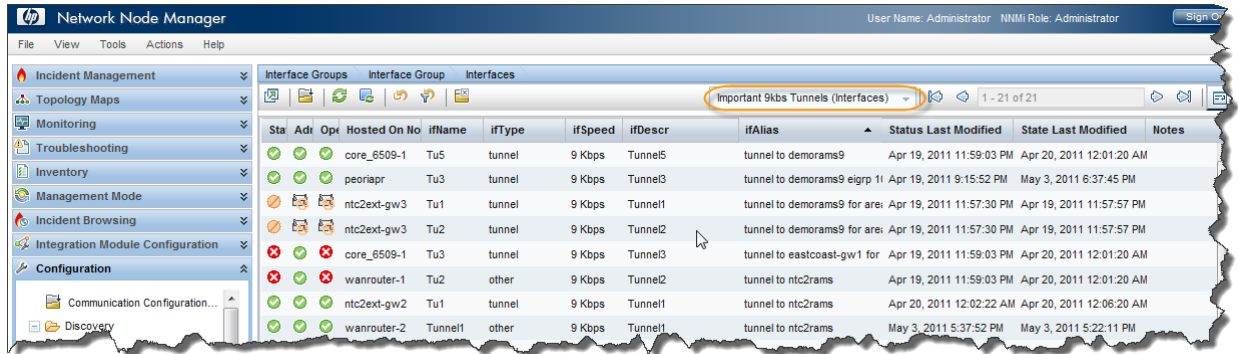 hp Network Node Manager User Name: Administrator NNMi Role: Administrator Sign
File View Tools Actions Help
Incident Management
Topology Maps
Monitoring
Troubleshooting
Inventory
Management Mode
Incident Browsing
Integration Module Configuration
Configuration
Communication Configuration...
Discovery
Interface Groups Interface Group Interfaces
Important 9kbs Tunnels (Interfaces) 1 - 21 of 21
Sta Adr Ope Hosted On No ifName ifType ifSpeed ifDescr ifAlias Status Last Modified State Last Modified Notes
core_6509-1 Tu5 tunnel 9 Kbps Tunnel5 tunnel to demorams9 Apr 19, 2011 11:59:03 PM Apr 20, 2011 12:01:20 AM
peoriapr Tu3 tunnel 9 Kbps Tunnel3 tunnel to demorams9 eigrp 1( Apr 19, 2011 9:15:52 PM May 3, 2011 6:37:45 PM
ntc2ext-gw3 Tu1 tunnel 9 Kbps Tunnel1 tunnel to demorams9 for area Apr 19, 2011 11:57:30 PM Apr 19, 2011 11:57:57 PM
ntc2ext-gw3 Tu2 tunnel 9 Kbps Tunnel2 tunnel to demorams9 for area Apr 19, 2011 11:57:30 PM Apr 19, 2011 11:57:57 PM
core_6509-1 Tu3 tunnel 9 Kbps Tunnel3 tunnel to eastcoast-gw1 for Apr 19, 2011 11:59:03 PM Apr 20, 2011 12:01:20 AM
wanrouter-1 Tu2 other 9 Kbps Tunnel2 tunnel to ntc2rams Apr 19, 2011 11:59:03 PM Apr 20, 2011 12:01:20 AM
ntc2ext-gw2 Tu1 tunnel 9 Kbps Tunnel1 tunnel to ntc2rams Apr 20, 2011 12:02:22 AM Apr 20, 2011 12:06:20 AM
wanrouter-2 Tunnel1 other 9 Kbps Tunnel1 tunnel to ntc2rams May 3, 2011 5:37:52 PM May 3, 2011 5:22:11 PM